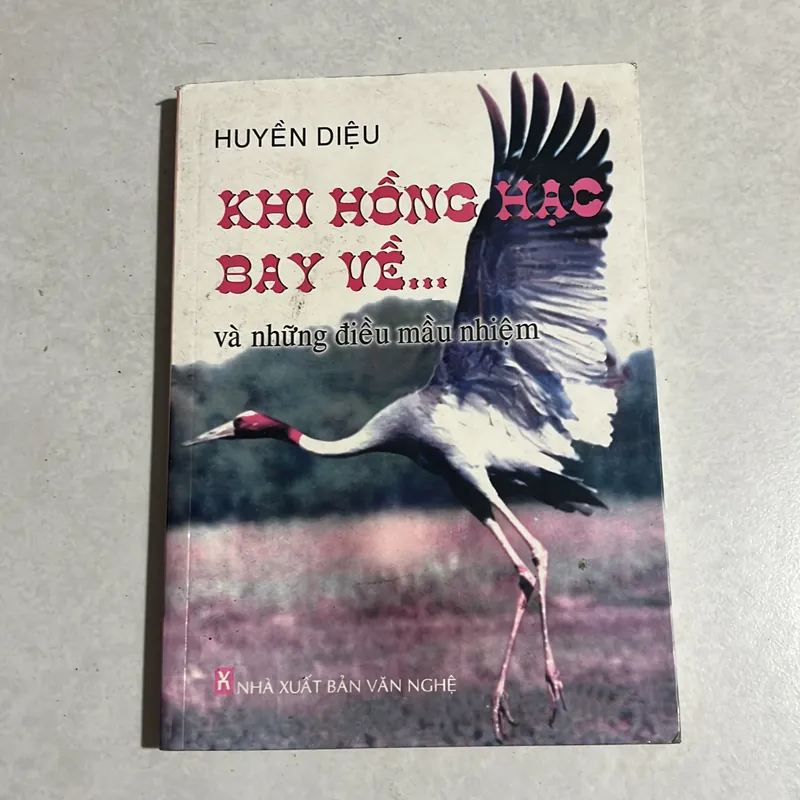 HUYỀN DIỆU
KHI HỒNG HẠC
BAY VỀ...
và những điều mầu nhiệm
NHÀ XUẤT BẢN VĂN NGHỆ